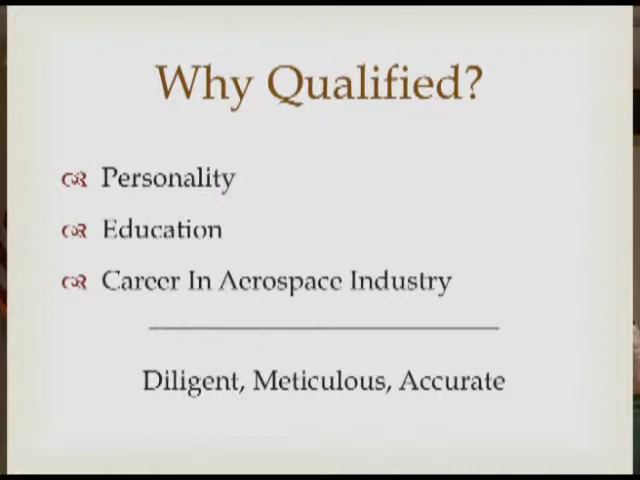 Why Qualified?
Personality
Education
Career In Aerospace Industry
Diligent, Meticulous, Accurate